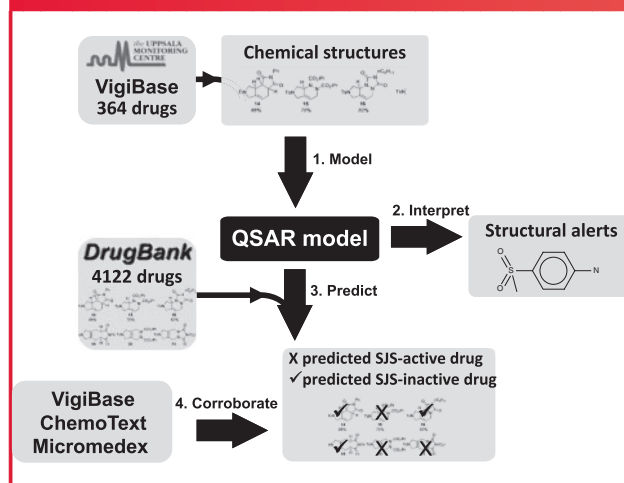 the UPPSALA
MONITORING
CENTRE
VigiBase
364 drugs
Chemical structures
1. Model
QSAR model
2. Interpret
Structural alerts
O
S
O
N
DrugBank
4122 drugs
3. Predict
X predicted SJS-active drug
✓predicted SJS-inactive drug
VigiBase
ChemoText
Micromedex
4. Corroborate